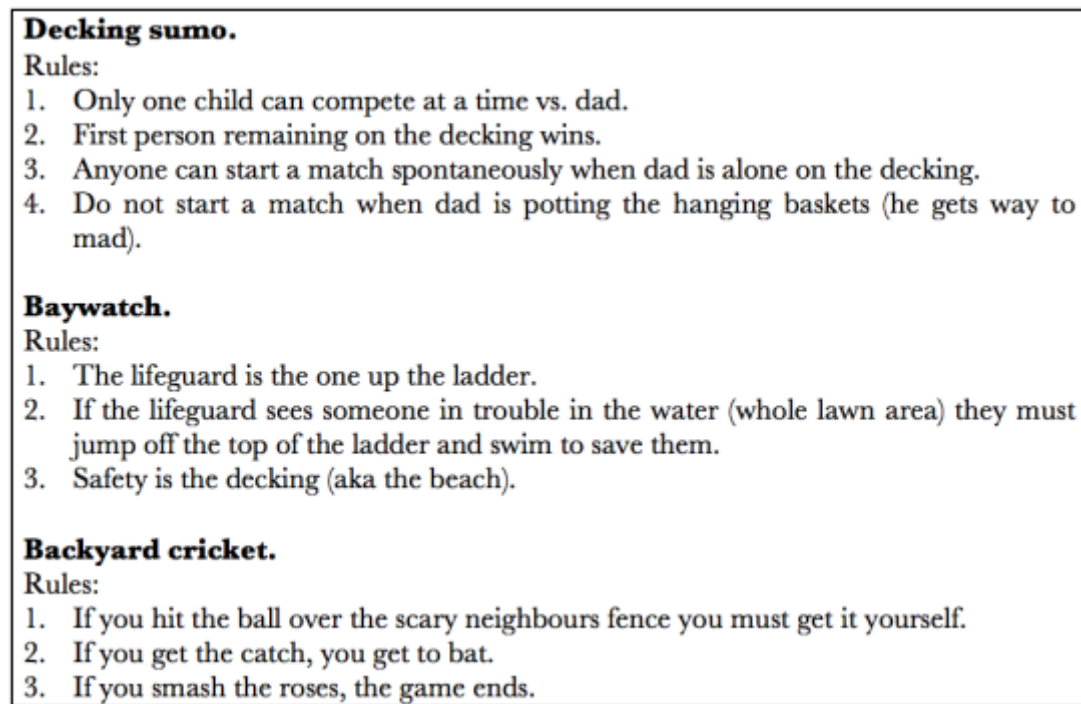 Decking sumo.
Rules:
1. Only one child can compete at a time vs. dad.
2. First person remaining on the decking wins.
3. Anyone can start a match spontaneously when dad is alone on the decking.
4. Do not start a match when dad is potting the hanging baskets (he gets way to
mad).
Baywatch.
Rules:
1. The lifeguard is the one up the ladder.
2. If the lifeguard sees someone in trouble in the water (whole lawn area) they must
jump off the top of the ladder and swim to save them.
3. Safety is the decking (aka the beach).
Backyard cricket.
Rules:
1. If you hit the ball over the scary neighbours fence you must get it yourself.
2. If you get the catch, you get to bat.
3. If you smash the roses, the game ends.